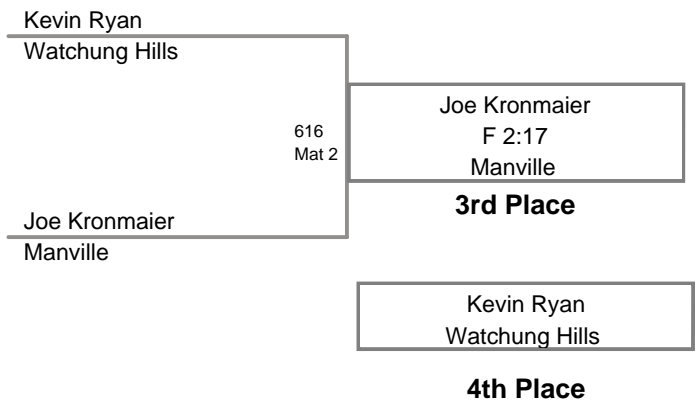 Kevin Ryan
Watchung Hills
616
Mat 2
Joe Kronmaier
F 2:17
Manville
3rd Place
Joe Kronmaier
Manville
Kevin Ryan
Watchung Hills
4th Place